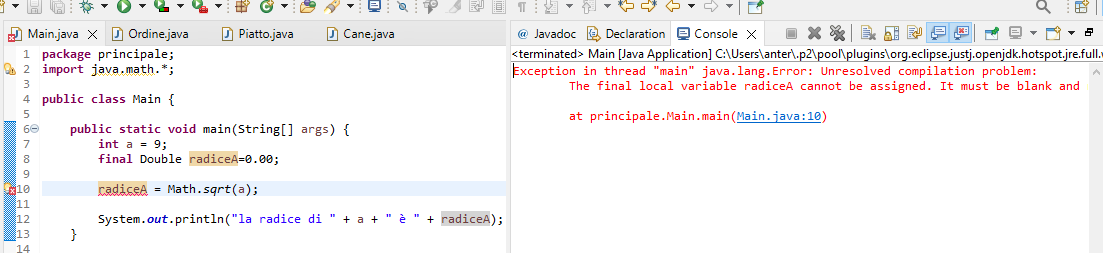 Main.java
Ordine.java
Piatto.java
Cane.java
@ Javadoc
Declaration
Console
<terminated> Main [Java Application] C:\Users\anter\.p2\pool\plugins\org.eclipse.justj.openjdk.hotspot.jre.full.w
1 package principale;
2 import java.math.*;
3
4 public class Main {
5
6 public static void main(String[] args) {
7 int a = 9;
8 final Double radiceA=0.00;
9
10 radiceA = Math.sqrt(a);
11
12 System.out.println("la radice di " + a + " è " + radiceA);
13 }
14
Exception in thread "main" java.lang.Error: Unresolved compilation problem:
The final local variable radiceA cannot be assigned. It must be blank and
at principale.Main.main(Main.java:10)